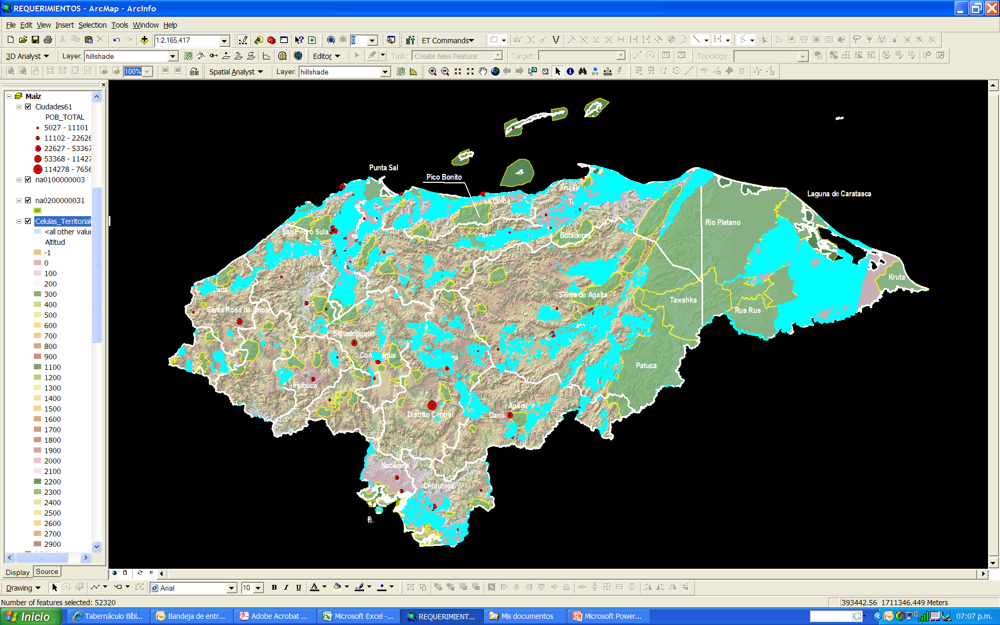 REQUERIMIENTOS - ArcMap - ArcInfo
File Edit View Insert Selection Tools Window Help
1:2,165,417
0
ET Commands
3D Analyst
Layer: hillshade
Editor
Task: Create New Feature
Target:
Topology:
100%
Spatial Analyst
Layer: hillshade
Maiz
Ciudades61
POB_TOTAL
5027 - 11101
11102 - 22626
22627 - 53367
53368 - 11427
114278 - 7656
na0100000003
na0200000031
Celulas_Territoriale
<all other value
Altitud
-1
0
100
200
300
400
500
600
700
800
900
1100
1200
1300
1400
1500
1600
1700
1800
1900
2000
2100
2200
2300
2400
2500
2600
2700
2900
Display Source
Punta Sal
Pico Bonito
Laguna de Caratasca
La Ceiba
San Pedro Sula
Rio Platano
Botaderos
Kruta
Sierra de Agalta
Tawahka
Rus Rus
Santa Rosa de Copan
Siguatepeque
Patuca
Intibuca
Distrito Central
Danli
Nacaome
Choluteca
Drawing
Arial
10
B I U A
Number of features selected: 52320
393442.56 1711346.449 Meters
Inicio
Tabernáculo Bíbl...
Bandeja de entr...
Adobe Acrobat ...
Microsoft Excel -...
REQUERIMIENT...
Mis documentos
Microsoft Power...
07:07 p.m.